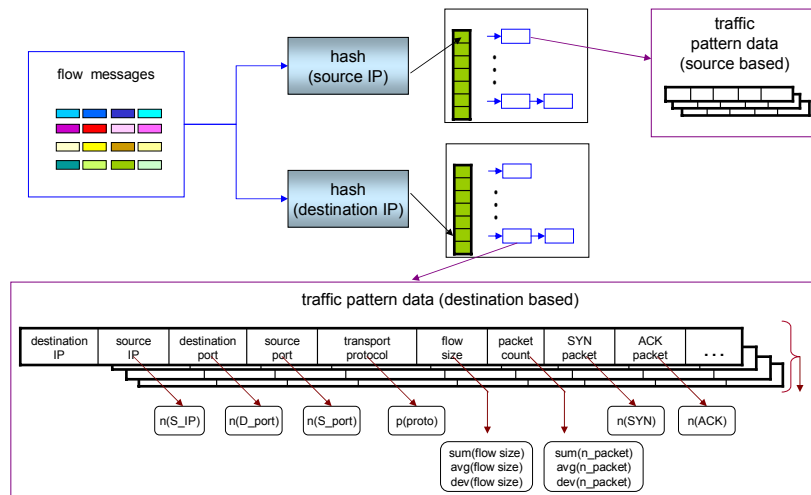 flow messages
hash
(source IP)
hash
(destination IP)
traffic
pattern data
(source based)
traffic pattern data (destination based)
destination
IP
source
IP
destination
port
source
port
transport
protocol
flow
size
packet
count
SYN
packet
ACK
packet
...
n(S_IP)
n(D_port)
n(S_port)
p(proto)
n(SYN)
n(ACK)
sum(flow size)
avg(flow size)
dev(flow size)
sum(n_packet)
avg(n_packet)
dev(n_packet)